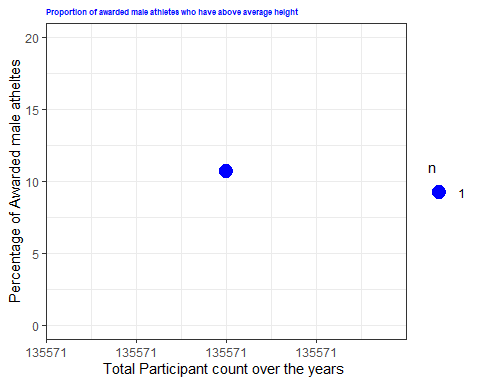 Proportion of awarded male athletes who have above average height
Percentage of Awarded male atheltes
20
15
10
5
0
135571 135571 135571 135571
Total Participant count over the years
n
1